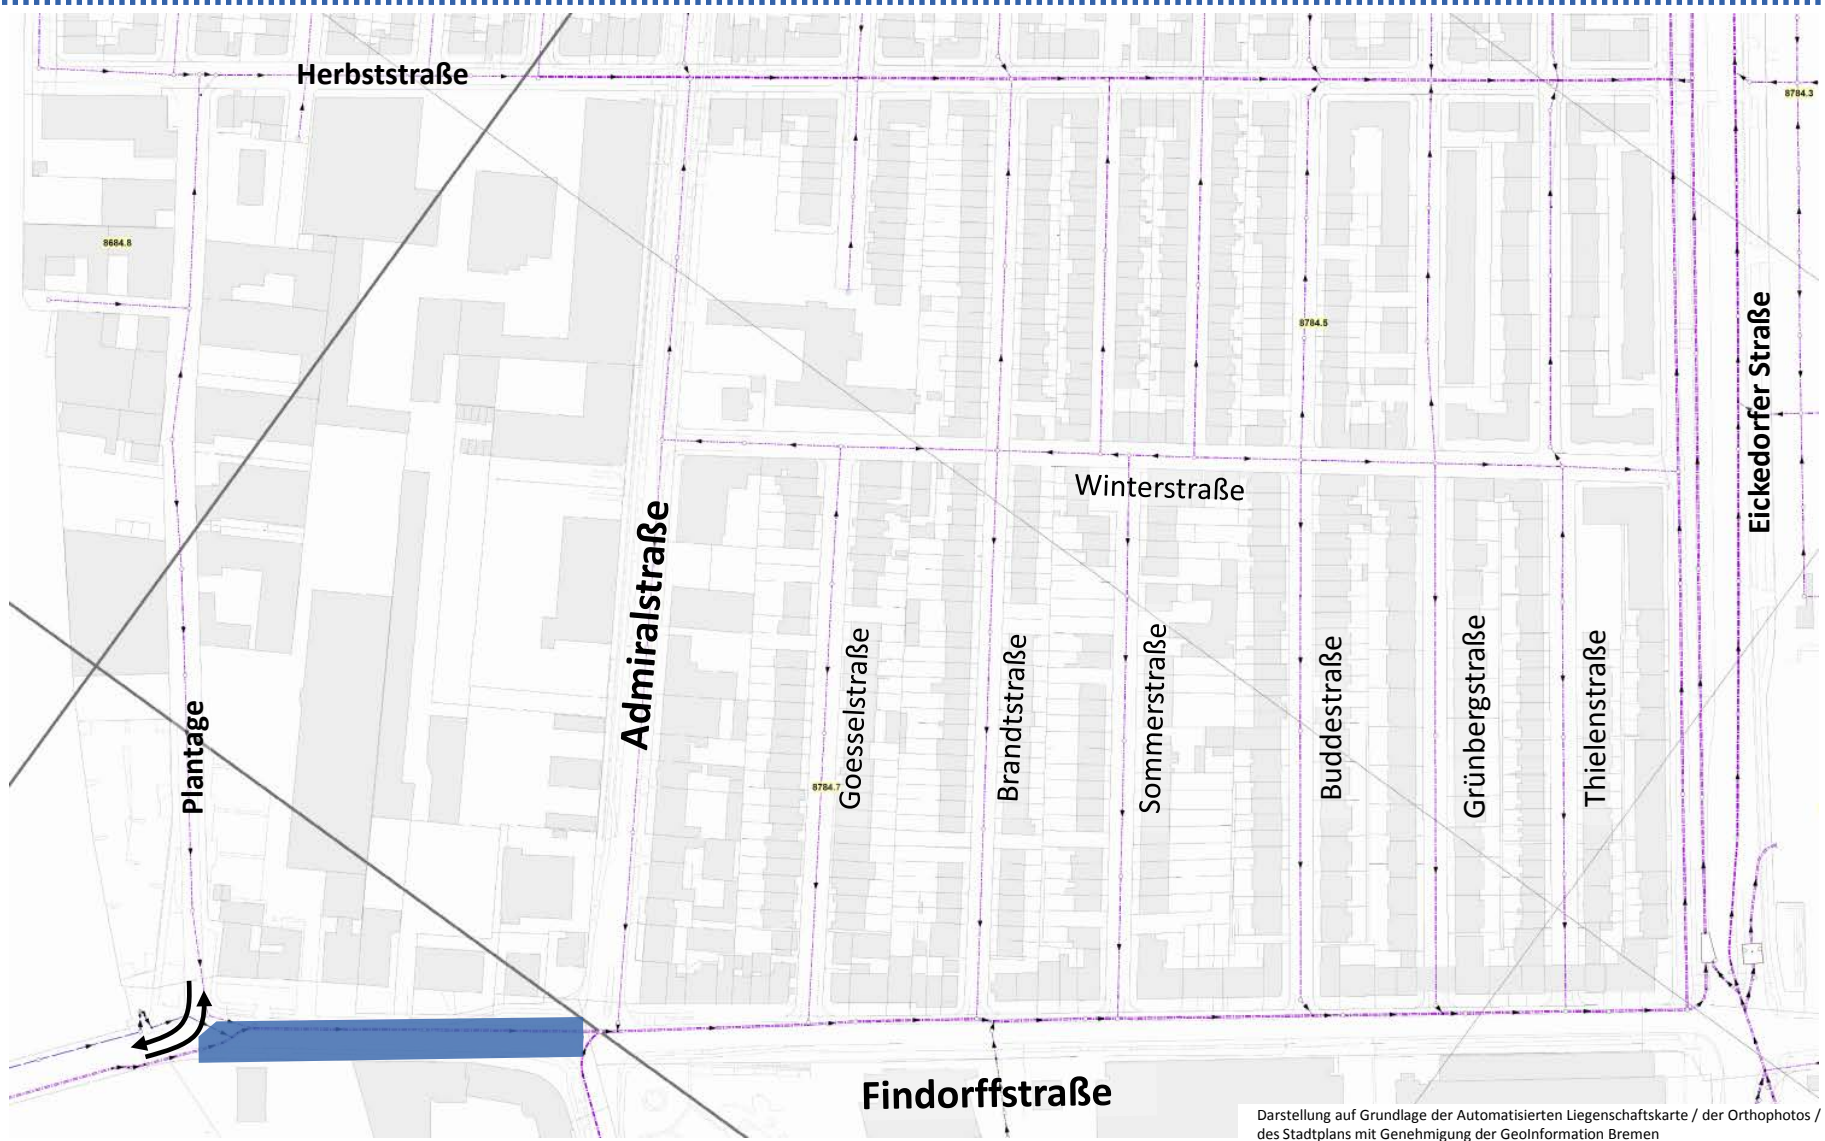 Herbststraße
8784.3
8684.8
8784.5
Eickedorfer Straße
Winterstraße
Admiralstraße
Goesselstraße
Brandtstraße
Sommerstraße
Buddestraße
Grünbergstraße
Thielenstraße
Plantage
8784.7
Findorffstraße
Darstellung auf Grundlage der Automatisierten Liegenschaftskarte / der Orthophotos /
des Stadtplans mit Genehmigung der GeoInformation Bremen